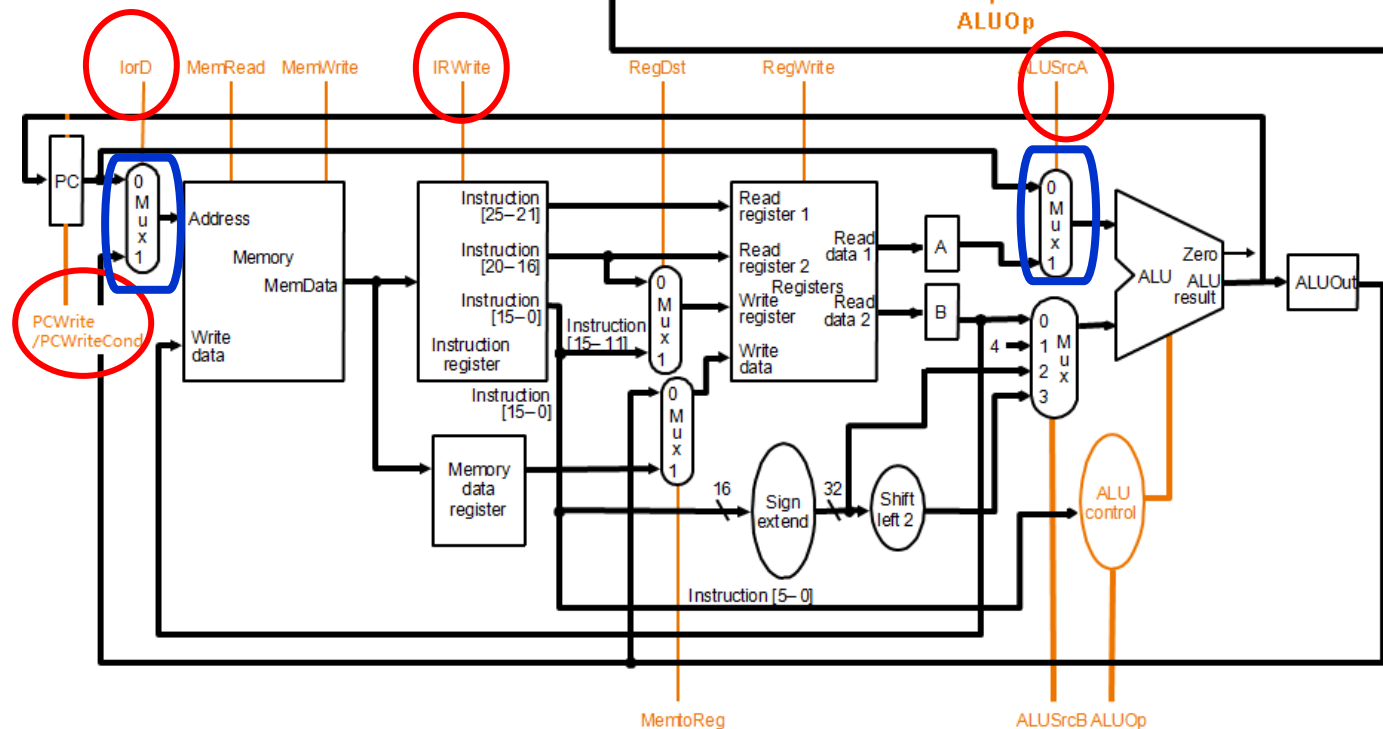 ALUOp
IorD
MemRead
MemWrite
IRWrite
RegDst
RegWrite
ALUSrcA
PC
0
M
u
x
1
Address
Memory
MemData
Write
data
Instruction
[25–21]
Instruction
[20–16]
Instruction
[15–0]
Instruction
register
Instruction
[15–11]
0
M
u
x
1
Read
register 1
Read
register 2
Registers
Write
register
Write
data
Read
data 1
Read
data 2
A
B
0
M
u
x
1
4
0
1
2
3
M
u
x
Zero
ALU
ALU
result
ALUOut
PCWrite
/PCWriteCond
Instruction
[15–0]
0
M
u
x
1
Memory
data
register
16
Sign
extend
32
Shift
left 2
ALU
control
Instruction [5–0]
MemtoReg
ALUSrcB
ALUOp